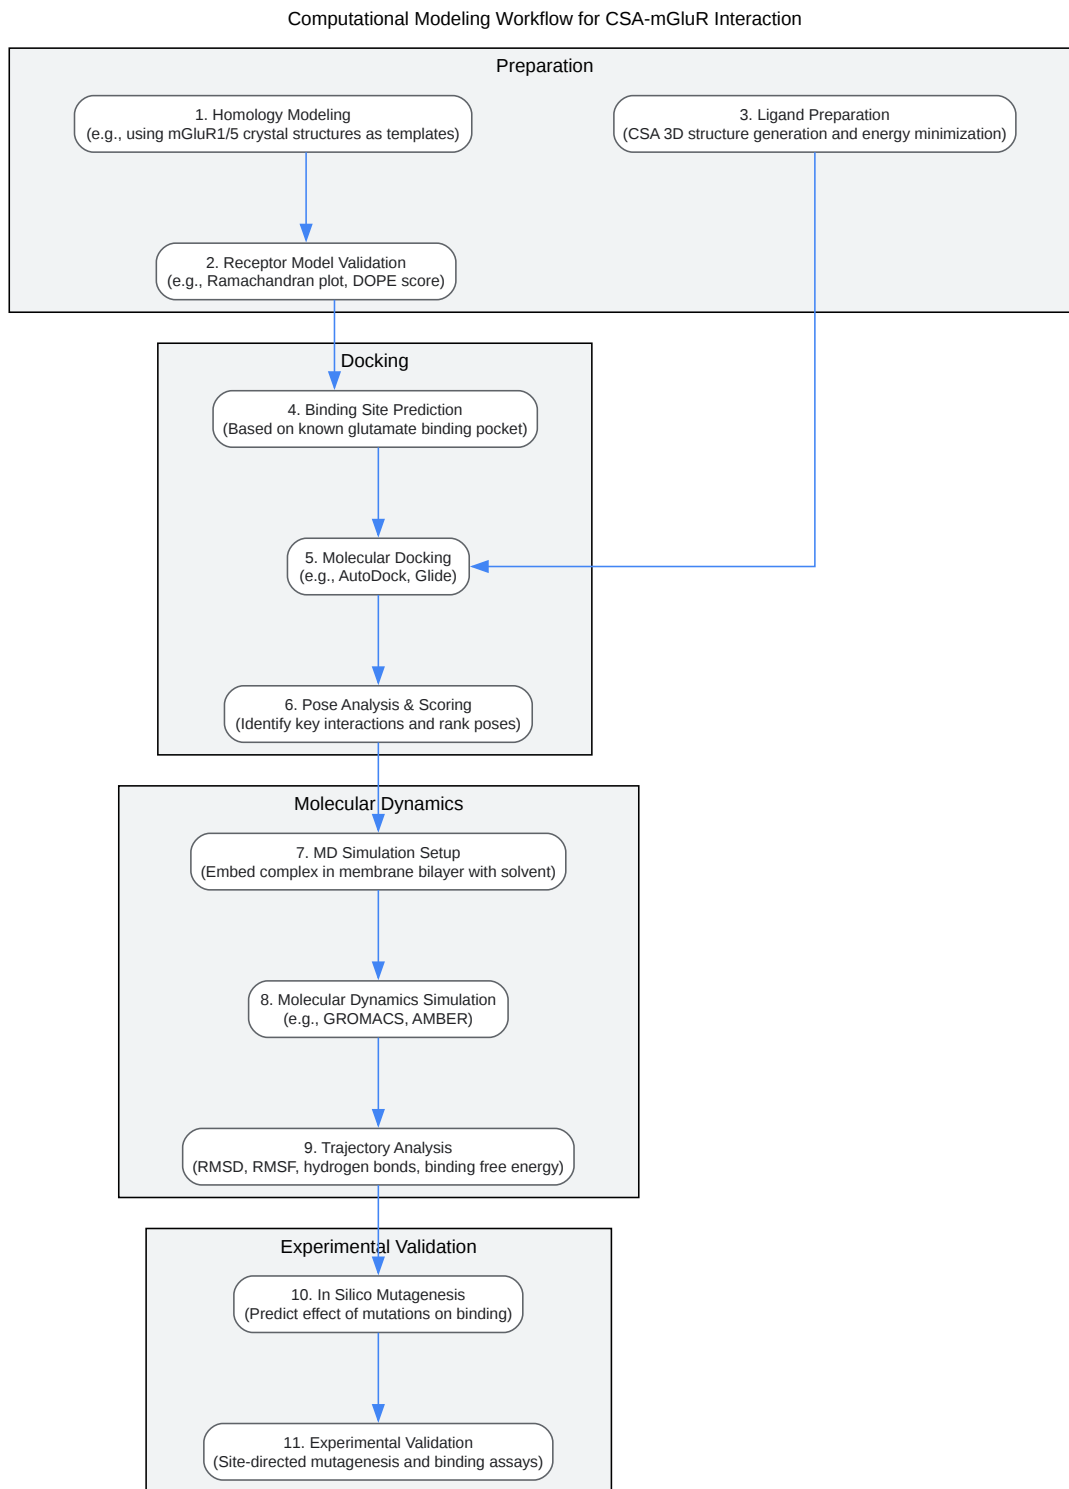 Computational Modeling Workflow for CSA-mGluR Interaction
Preparation
1. Homology Modeling
(e.g., using mGluR1/5 crystal structures as templates)
3. Ligand Preparation
(CSA 3D structure generation and energy minimization)
2. Receptor Model Validation
(e.g., Ramachandran plot, DOPE score)
Docking
4. Binding Site Prediction
(Based on known glutamate binding pocket)
5. Molecular Docking
(e.g., AutoDock, Glide)
6. Pose Analysis & Scoring
(Identify key interactions and rank poses)
Molecular Dynamics
7. MD Simulation Setup
(Embed complex in membrane bilayer with solvent)
8. Molecular Dynamics Simulation
(e.g., GROMACS, AMBER)
9. Trajectory Analysis
(RMSD, RMSF, hydrogen bonds, binding free energy)
Experimental Validation
10. In Silico Mutagenesis
(Predict effect of mutations on binding)
11. Experimental Validation
(Site-directed mutagenesis and binding assays)